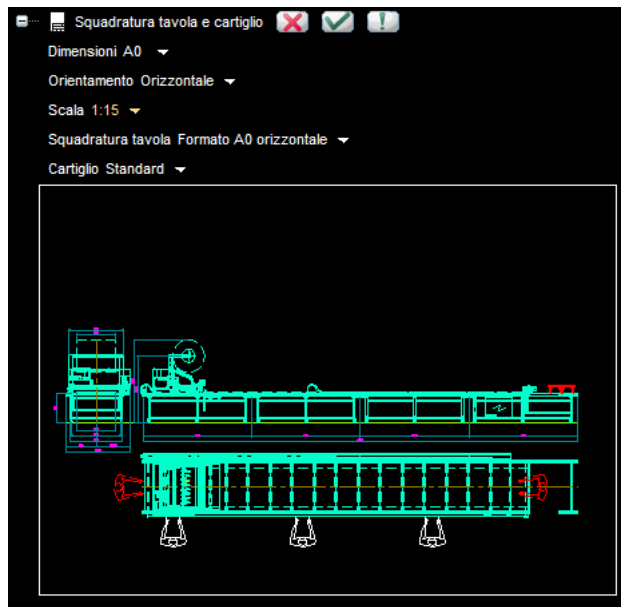 Squadratura tavola e cartiglio
Dimensioni A0
Orientamento Orizzontale
Scala 1:15
Squadratura tavola Formato A0 orizzontale
Cartiglio Standard